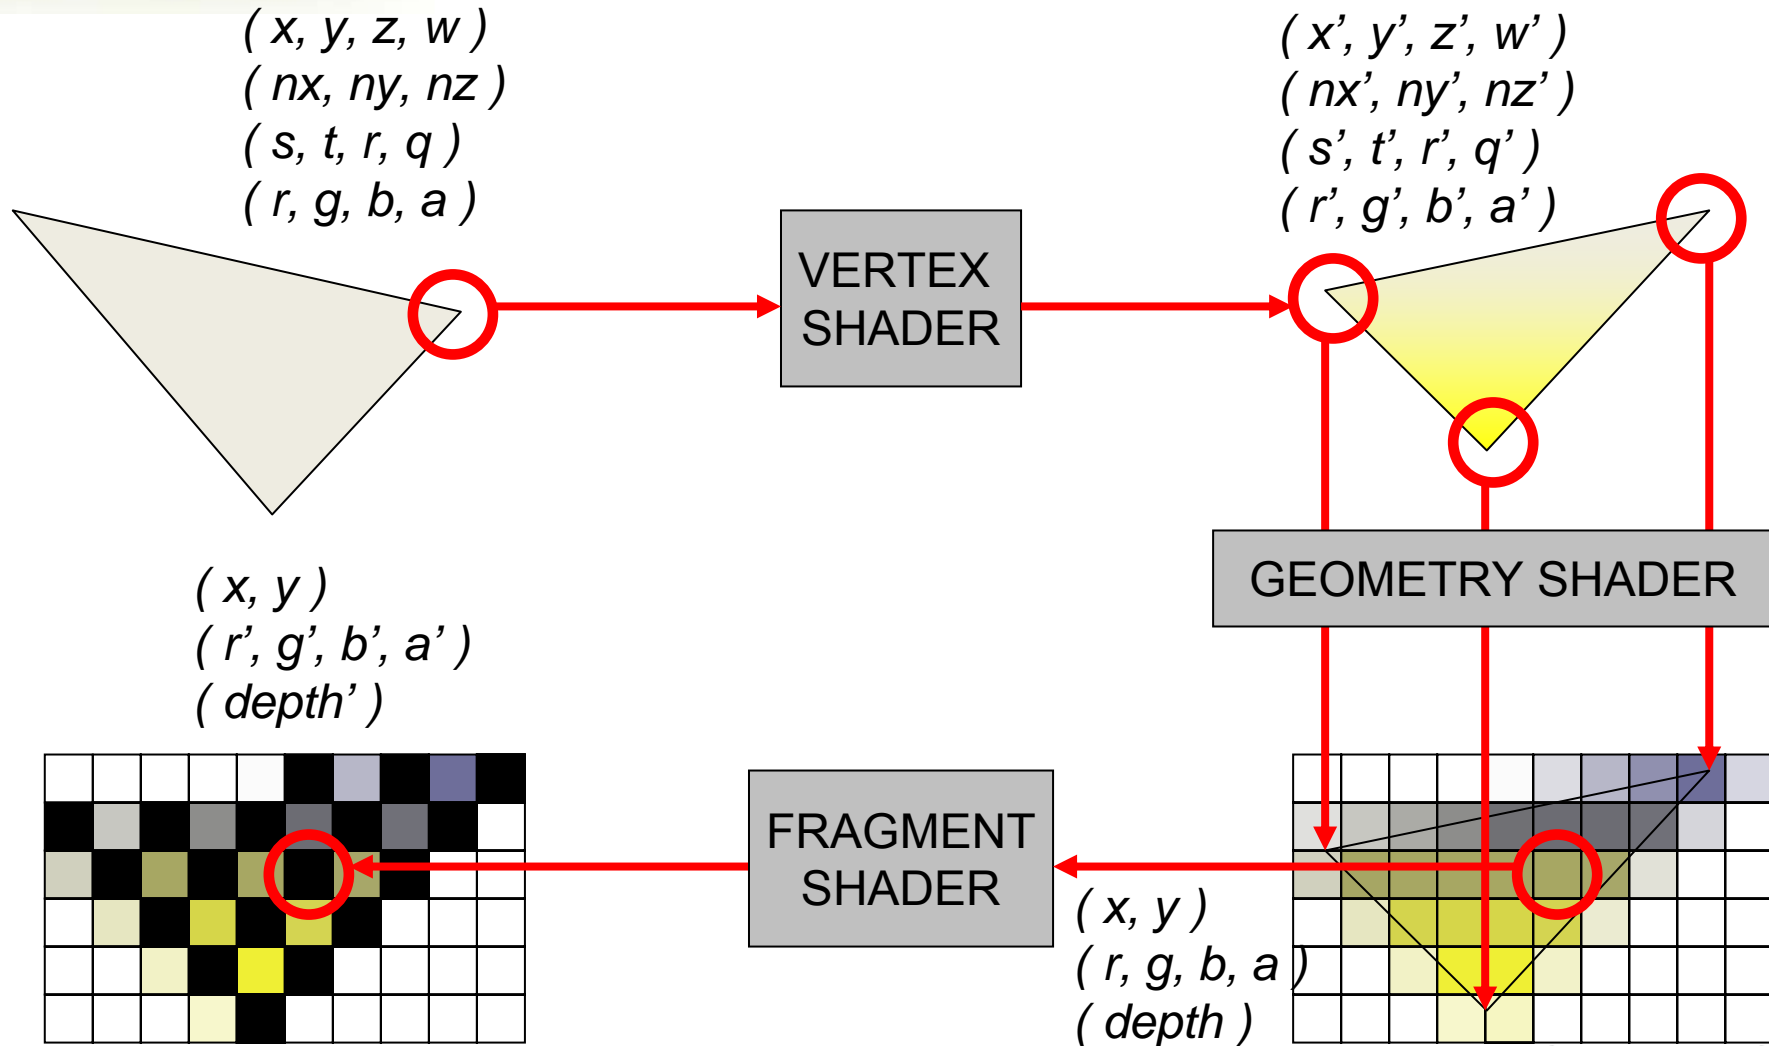 ( x, y, z, w )
( nx, ny, nz )
( s, t, r, q )
( r, g, b, a )
VERTEX
SHADER
( x’, y’, z’, w’ )
( nx’, ny’, nz’ )
( s’, t’, r’, q’ )
( r’, g’, b’, a’ )
GEOMETRY SHADER
( x, y )
( r, g, b, a )
( depth )
FRAGMENT
SHADER
( x, y )
( r’, g’, b’, a’ )
( depth’ )